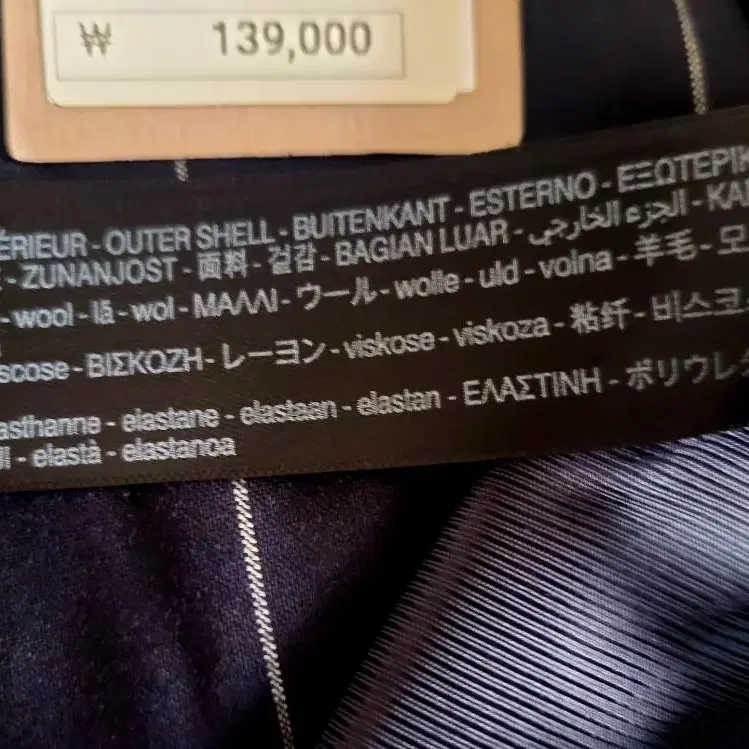 ₩ 139,000
ÉRIEUR - OUTER SHELL - BUITENKANT - ESTERNO - ΕΞΩΤΕΡΙΚ
- ZUNANJOST - 面料 - 겉감 - BAGIAN LUAR - الجزء الخارجي - KA
- wool - lã - wol - ΜΑΛΛΙ - ウール - wolle - uld - volna - 羊毛 - 모
scose - ΒΙΣΚΟΖΗ - レーヨン - viskose - viskoza - 粘纤 - 비스코
asthanne - elastane - elastaan - elastan - ΕΛΑΣΤΙΝΗ - ポリウレ
- elastà - elastanoa